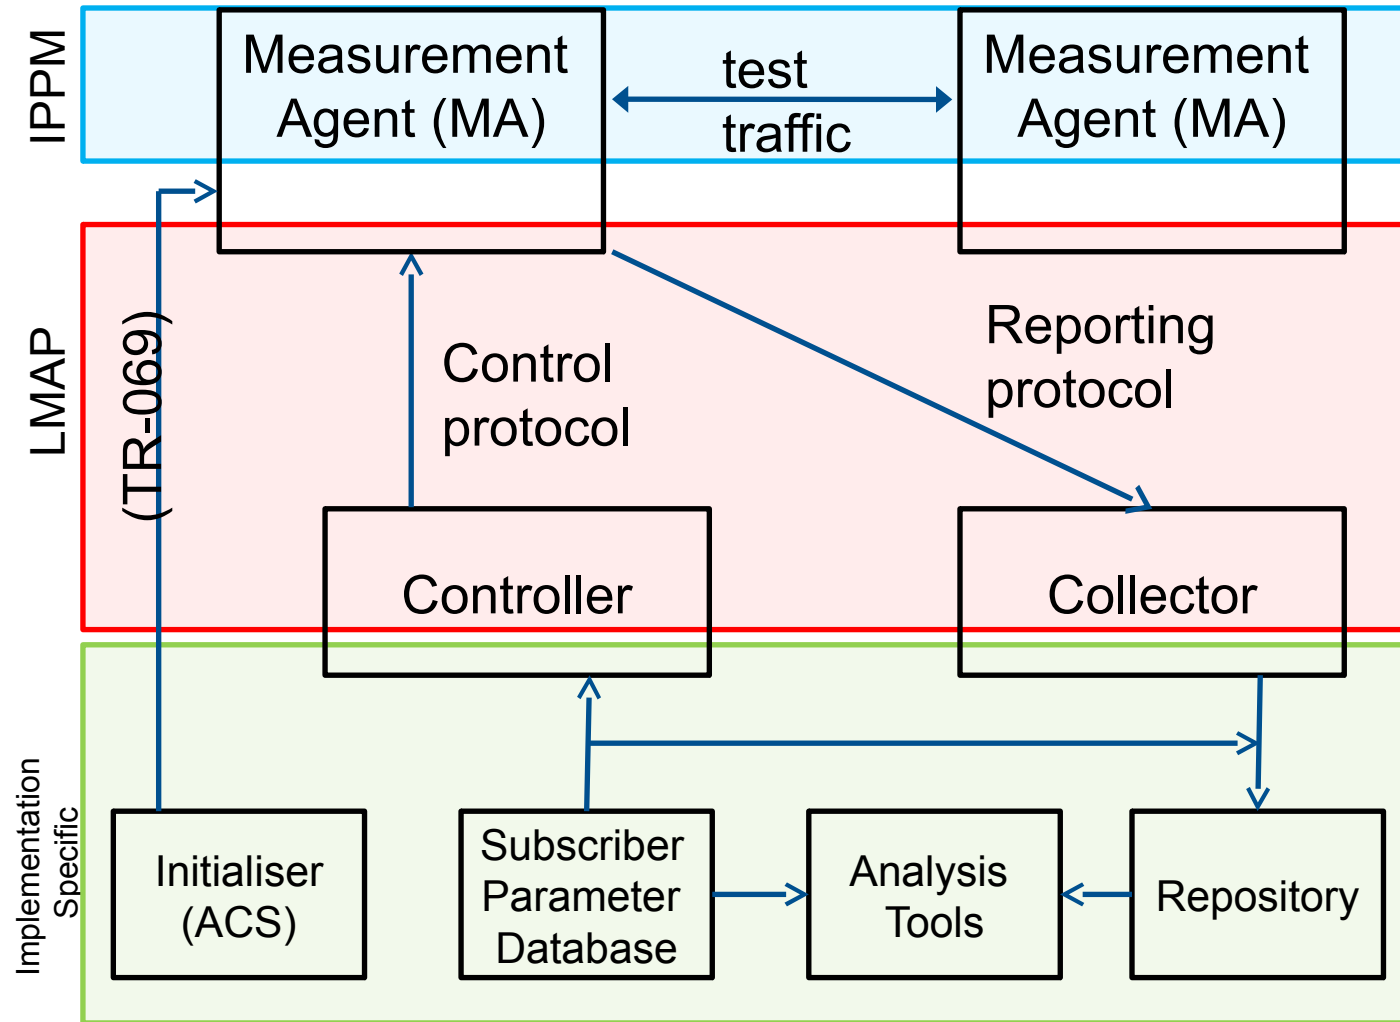 IPPM
Measurement
Agent (MA)
test
traffic
Measurement
Agent (MA)
LMAP
(TR-069)
Control
protocol
Reporting
protocol
Controller
Collector
Implementation
Specific
Initialiser
(ACS)
Subscriber
Parameter
Database
Analysis
Tools
Repository